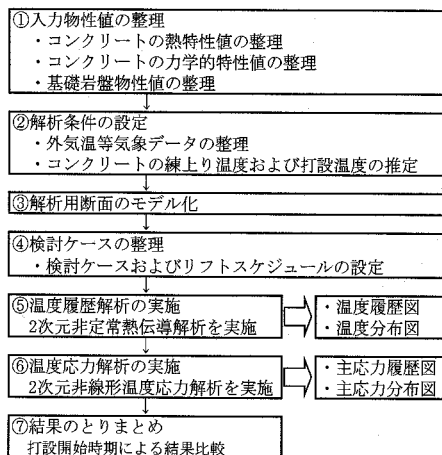 ①入力物性値の整理
・コンクリートの熱特性値の整理
・コンクリートの力学的特性値の整理
・基礎岩盤物性値の整理
②解析条件の設定
・外気温等気象データの整理
・コンクリートの練上り温度および打設温度の推定
③解析用断面のモデル化
④検討ケースの整理
・検討ケースおよびリフトスケジュールの設定
⑤温度履歴解析の実施
2次元非定常熱伝導解析を実施
・温度履歴図
・温度分布図
⑥温度応力解析の実施
2次元非線形温度応力解析を実施
・主応力履歴図
・主応力分布図
⑦結果のとりまとめ
打設開始時期による結果比較